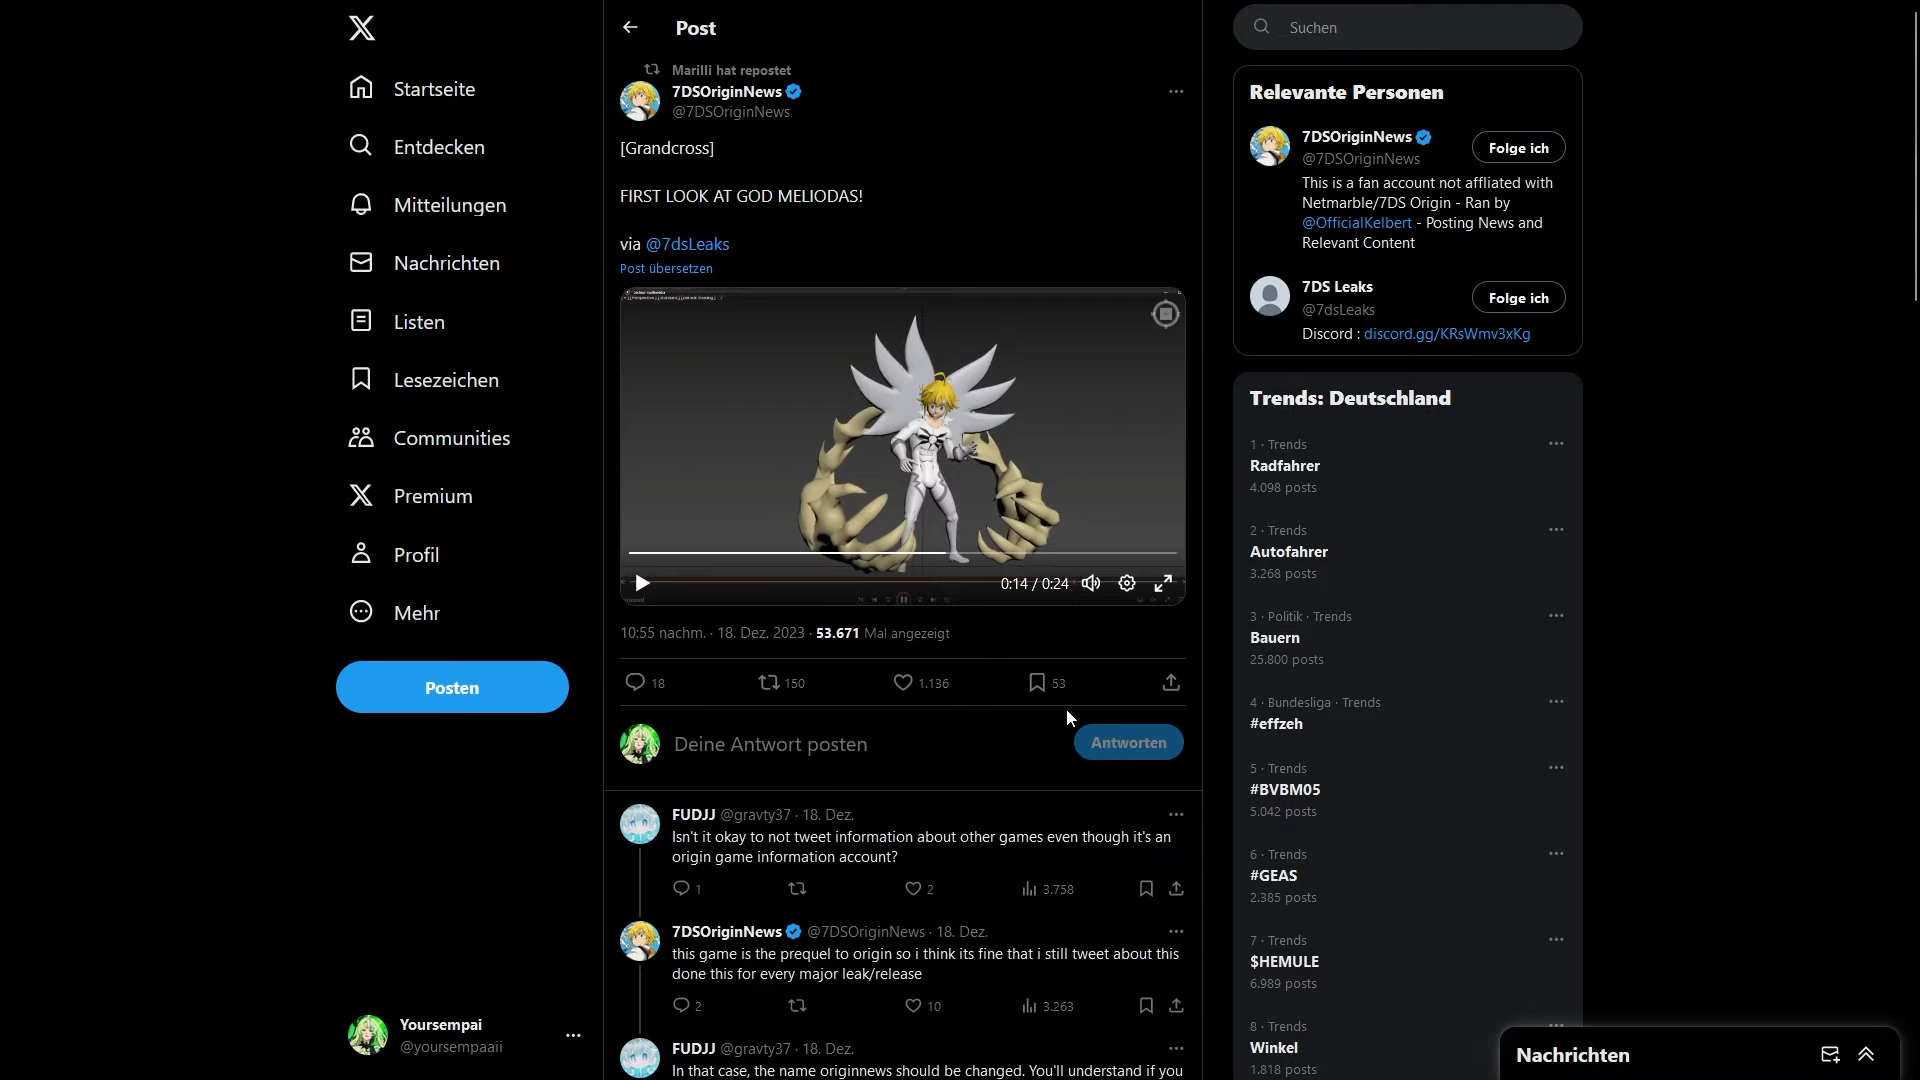 Startseite
Entdecken
Mitteilungen
Nachrichten
Listen
Lesezeichen
Communities
Premium
Profil
Mehr
Posten
Yoursempai
@yoursempaaii
Post
Marilli hat repostet
7DSOriginNews
@7DSOriginNews
[Grandcross]
FIRST LOOK AT GOD MELIODAS!
via @7dsLeaks
Post übersetzen
0:14 / 0:24
10:55 nachm. · 18. Dez. 2023 · 53.671 Mal angezeigt
18
150
1.136
53
Deine Antwort posten
Antworten
FUDJJ @gravty37 · 18. Dez.
Isn't it okay to not tweet information about other games even though it's an
origin game information account?
1
2
3.758
7DSOriginNews @7DSOriginNews · 18. Dez.
this game is the prequel to origin so i think its fine that i still tweet about this
done this for every major leak/release
2
10
3.263
FUDJJ @gravty37 · 18. Dez.
In that case, the name originnews should be changed. You'll understand if you
Suchen
Relevante Personen
7DSOriginNews
@7DSOriginNews
Folge ich
This is a fan account not affliated with
Netmarble/7DS Origin - Ran by
@OfficialKelbert - Posting News and
Relevant Content
7DS Leaks
@7dsLeaks
Folge ich
Discord : discord.gg/KRsWmv3xKg
Trends: Deutschland
1 · Trends
Radfahrer
4.098 posts
2 · Trends
Autofahrer
3.268 posts
3 · Politik · Trends
Bauern
25.800 posts
4 · Bundesliga · Trends
#effzeh
5 · Trends
#BVBM05
5.042 posts
6 · Trends
#GEAS
2.385 posts
7 · Trends
$HEMULE
6.989 posts
8 · Trends
Winkel
1.818 posts
Nachrichten